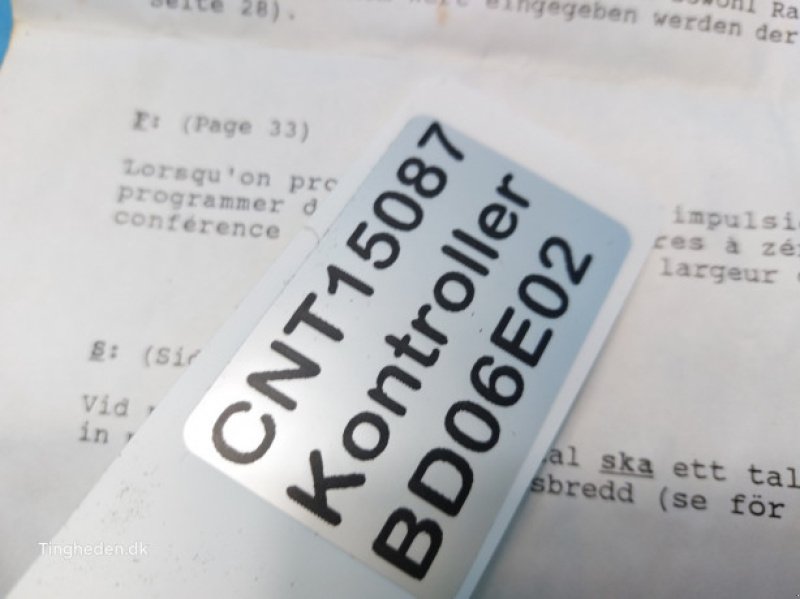 Seite 28).
eingegeben werden der
F: (Page 33)
Lorsqu'on pro
programmer d
conférence
impulsi
res à zé
largeur
CNT15087
Kontroller
BD06E02
S: (Sid
Vid
in
al ska ett tal
sbredd (se för
Tingheden.dk